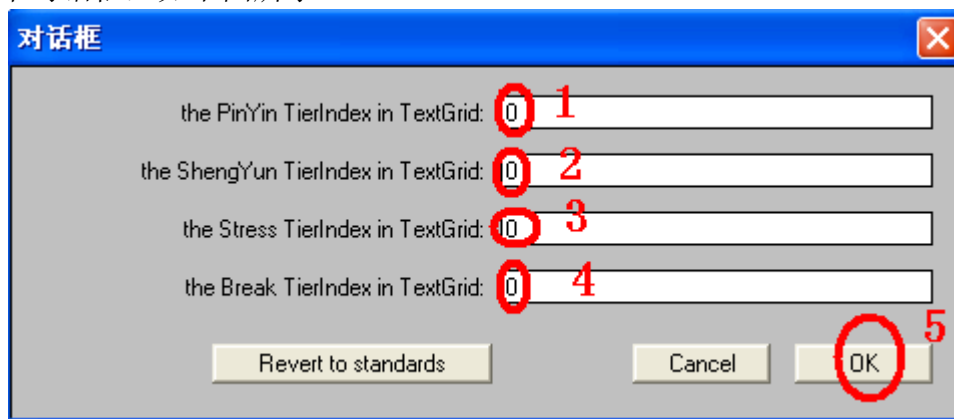 对话框
the PinYin TierIndex in TextGrid: 0 1
the ShengYun TierIndex in TextGrid: 0 2
the Stress TierIndex in TextGrid: 0 3
the Break TierIndex in TextGrid: 0 4
5
Revert to standards Cancel OK